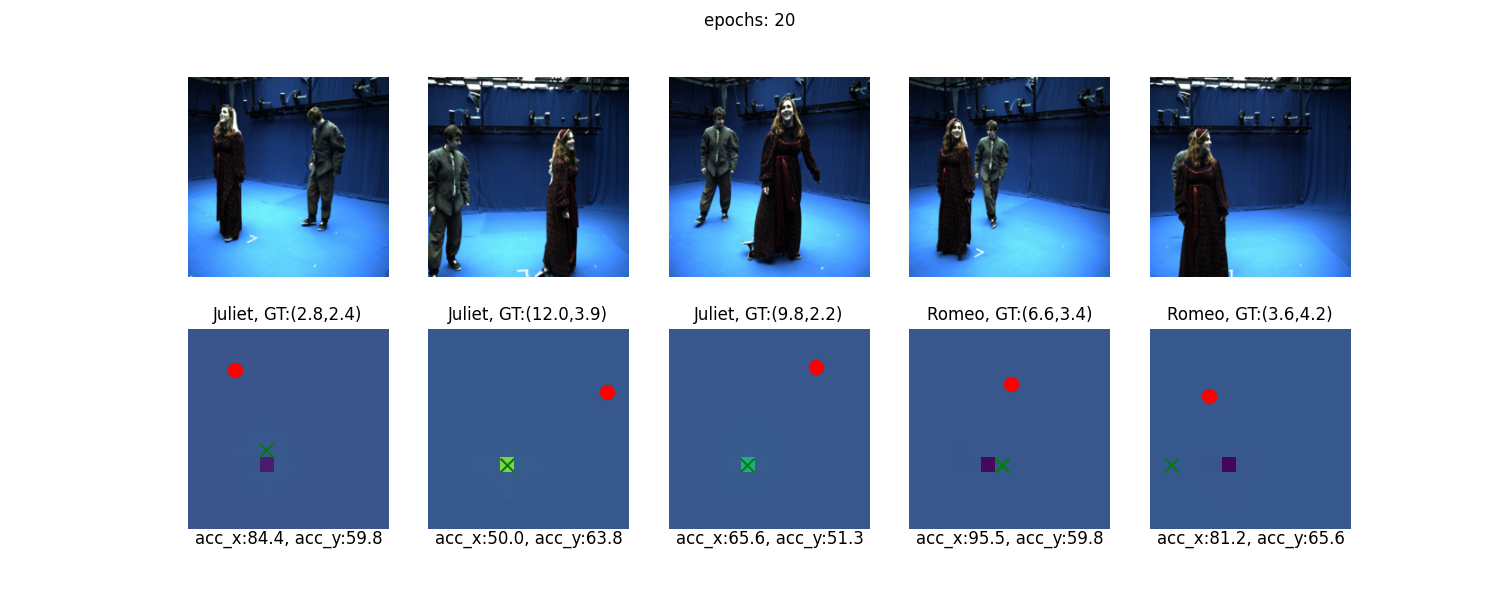 epochs: 20
Juliet, GT:(2.8,2.4)
Juliet, GT:(12.0,3.9)
Juliet, GT:(9.8,2.2)
Romeo, GT:(6.6,3.4)
Romeo, GT:(3.6,4.2)
acc_x:84.4, acc_y:59.8
acc_x:50.0, acc_y:63.8
acc_x:65.6, acc_y:51.3
acc_x:95.5, acc_y:59.8
acc_x:81.2, acc_y:65.6